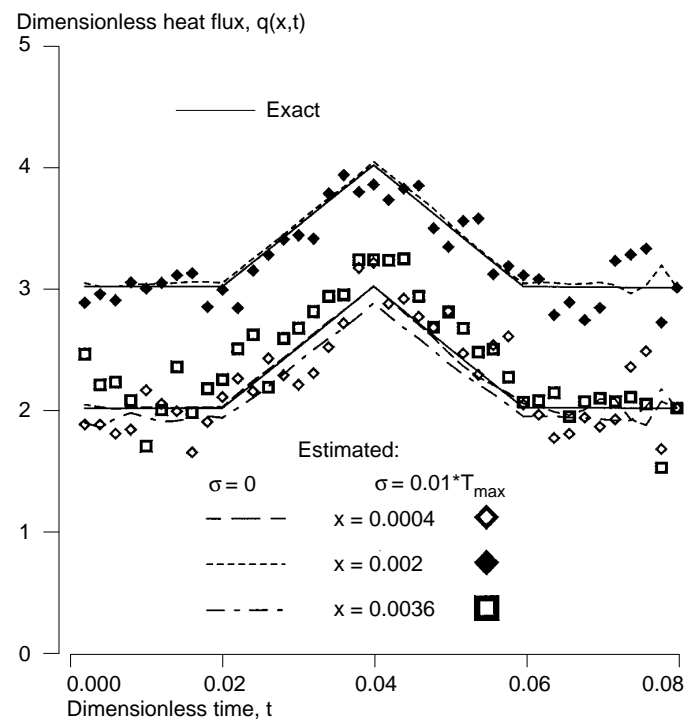 Dimensionless heat flux, q(x,t)
5
Exact
4
3
2
Estimated:
σ = 0 σ = 0.01*Tmax
x = 0.0004
1
x = 0.002
x = 0.0036
0
0.000 0.02 0.04 0.06 0.08
Dimensionless time, t